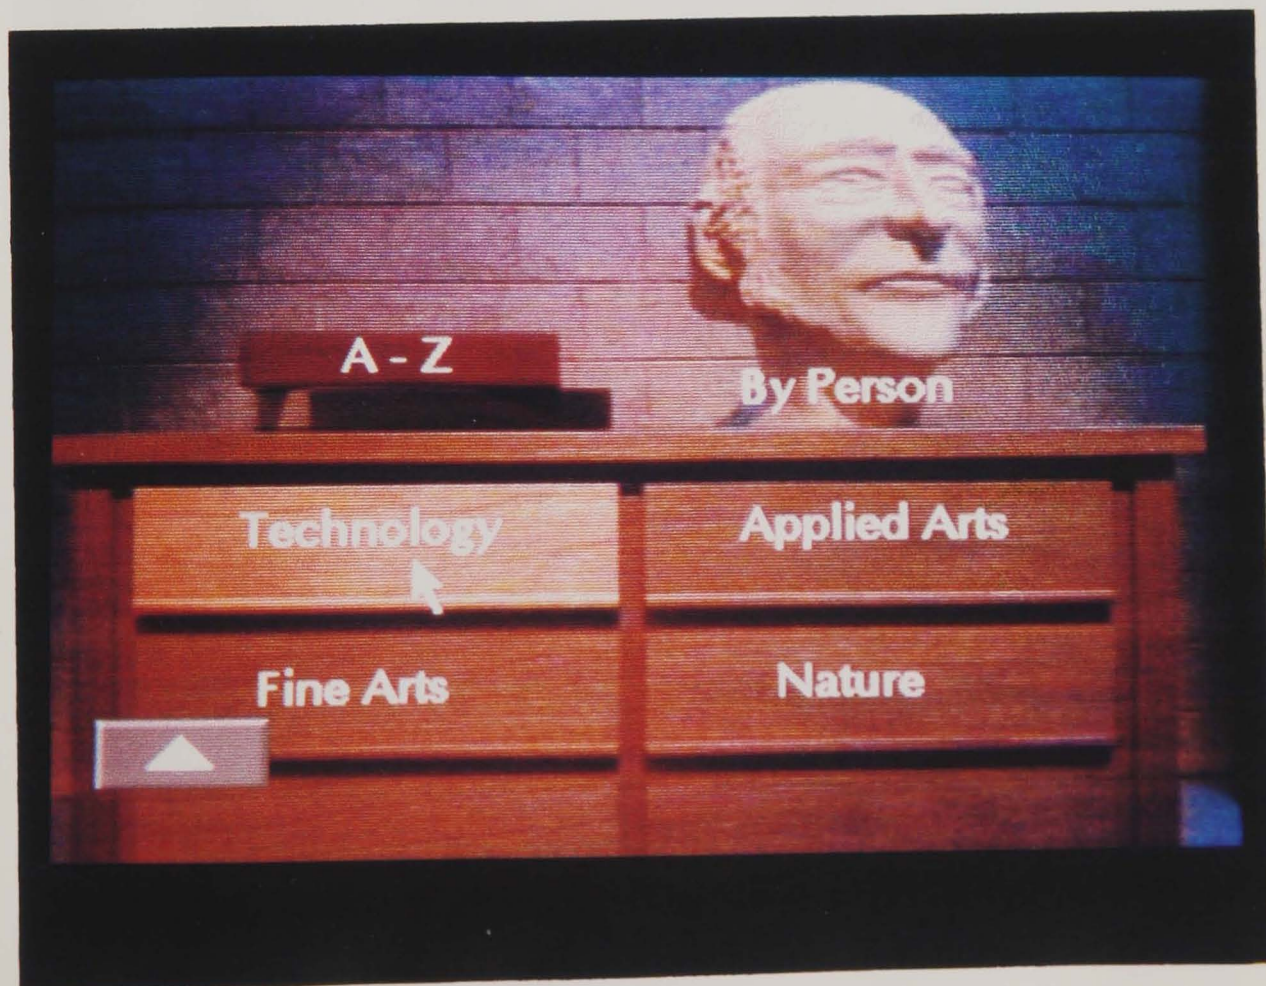 A - Z
By Person
Technology
Applied Arts
Fine Arts
Nature